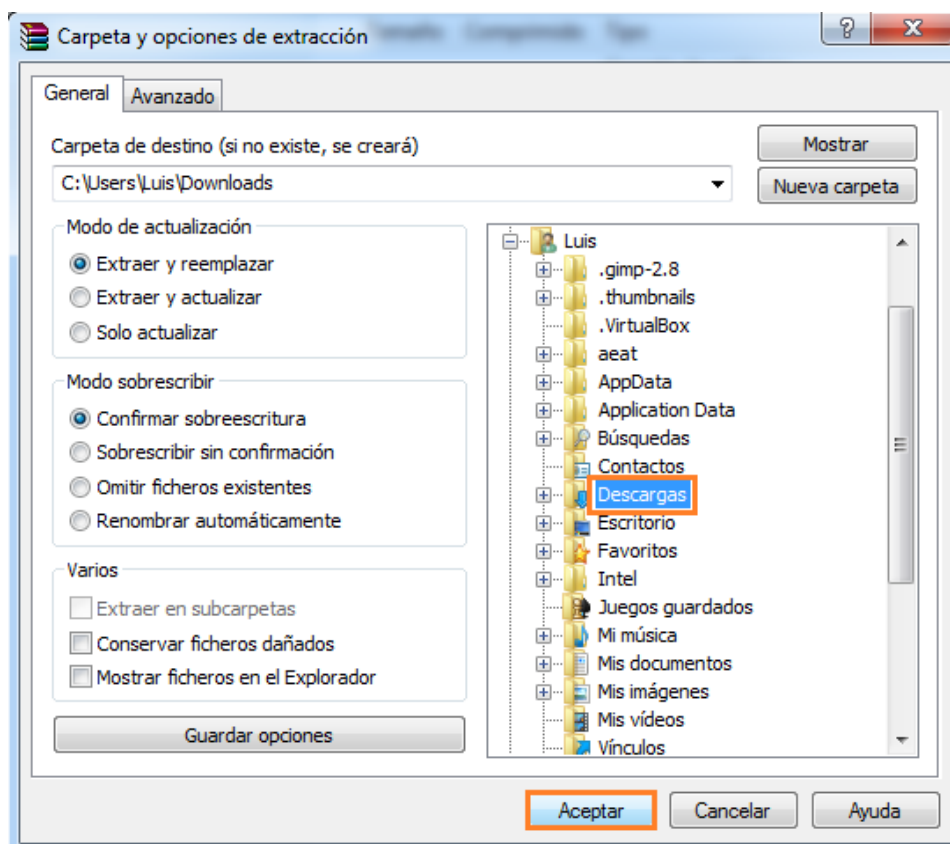 Carpeta y opciones de extracción
Tamaño Comprimido Tipo
General Avanzado
Carpeta de destino (si no existe, se creará)
Mostrar
C:\Users\Luis\Downloads
Nueva carpeta
Modo de actualización
Extraer y reemplazar
Extraer y actualizar
Solo actualizar
Modo sobrescribir
Confirmar sobreescritura
Sobrescribir sin confirmación
Omitir ficheros existentes
Renombrar automáticamente
Varios
Extraer en subcarpetas
Conservar ficheros dañados
Mostrar ficheros en el Explorador
Guardar opciones
Luis
.gimp-2.8
.thumbnails
.VirtualBox
aeat
AppData
Application Data
Búsquedas
Contactos
Descargas
Escritorio
Favoritos
Intel
Juegos guardados
Mi música
Mis documentos
Mis imágenes
Mis vídeos
Vínculos
Aceptar
Cancelar
Ayuda